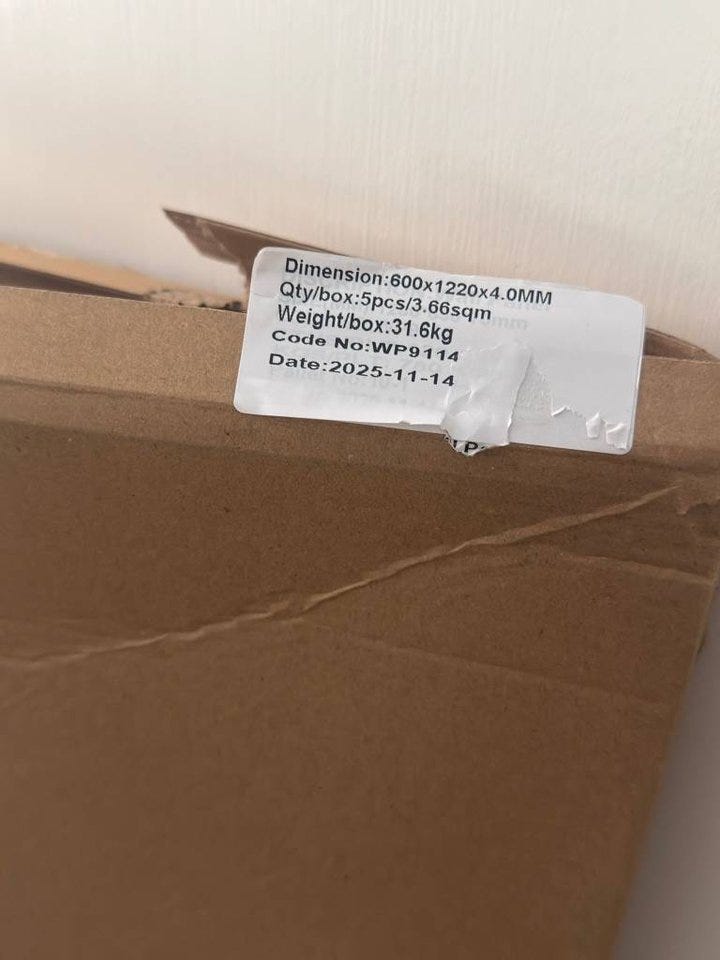 Dimension:600x1220x4.0MM
Qty/box:5pcs/3.66sqm
Weight/box:31.6kg
Code No:WP9114
Date:2025-11-14